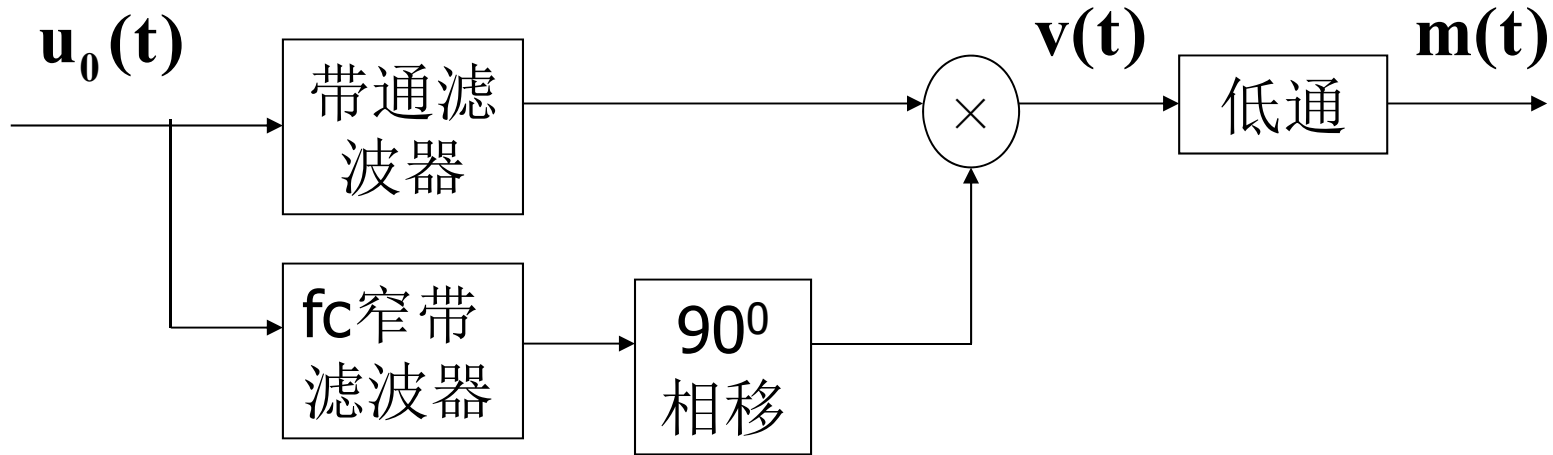 u₀(t)
带通滤
波器
×
v(t)
低通
m(t)
fc窄带
滤波器
90⁰
相移